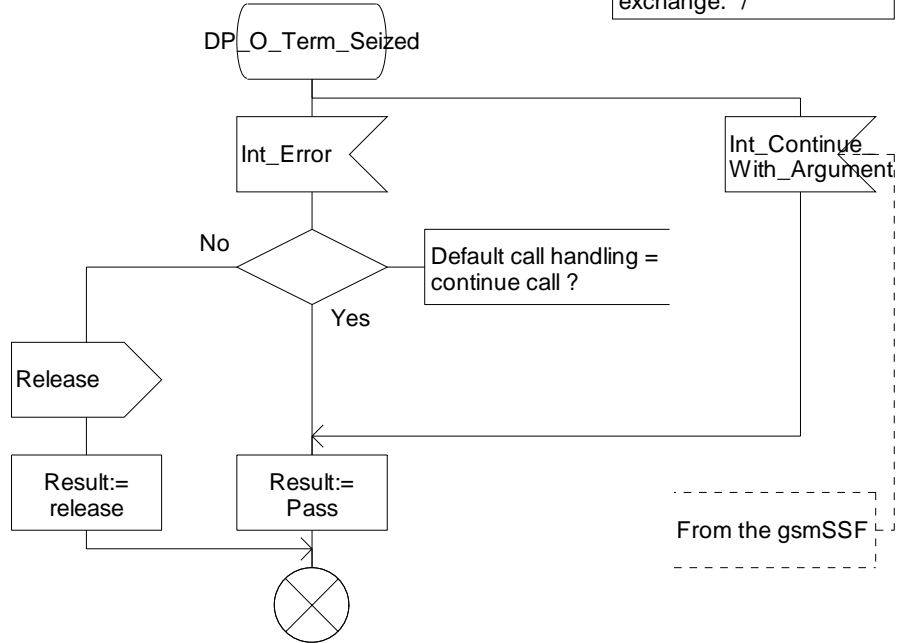 exchange. */
DP_O_Term_Seized
Int_Error
Int_Continue_
With_Argument
No
Default call handling =
continue call ?
Yes
Release
Result:=
release
Result:=
Pass
From the gsmSSF